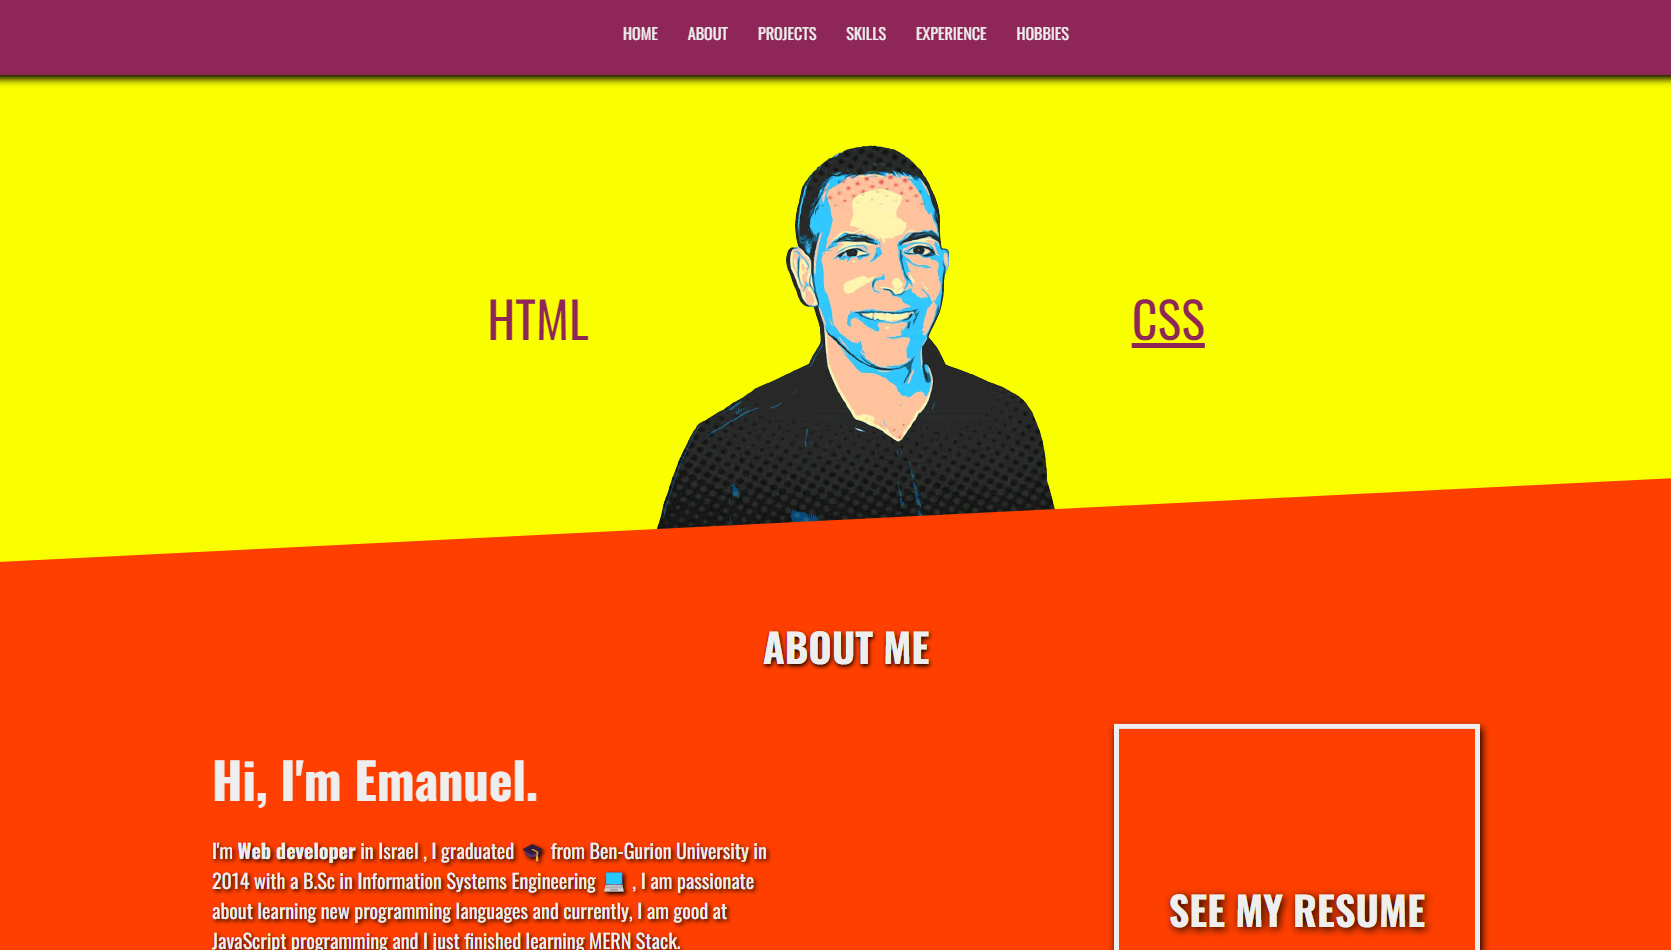 HOME ABOUT PROJECTS SKILLS EXPERIENCE HOBBIES
HTML
CSS
ABOUT ME
Hi, I'm Emanuel.
I'm Web developer in Israel , I graduated 🎓 from Ben-Gurion University in
2014 with a B.Sc in Information Systems Engineering 💻 , I am passionate
about learning new programming languages and currently, I am good at
JavaScript programming and I just finished learning MERN Stack.
SEE MY RESUME